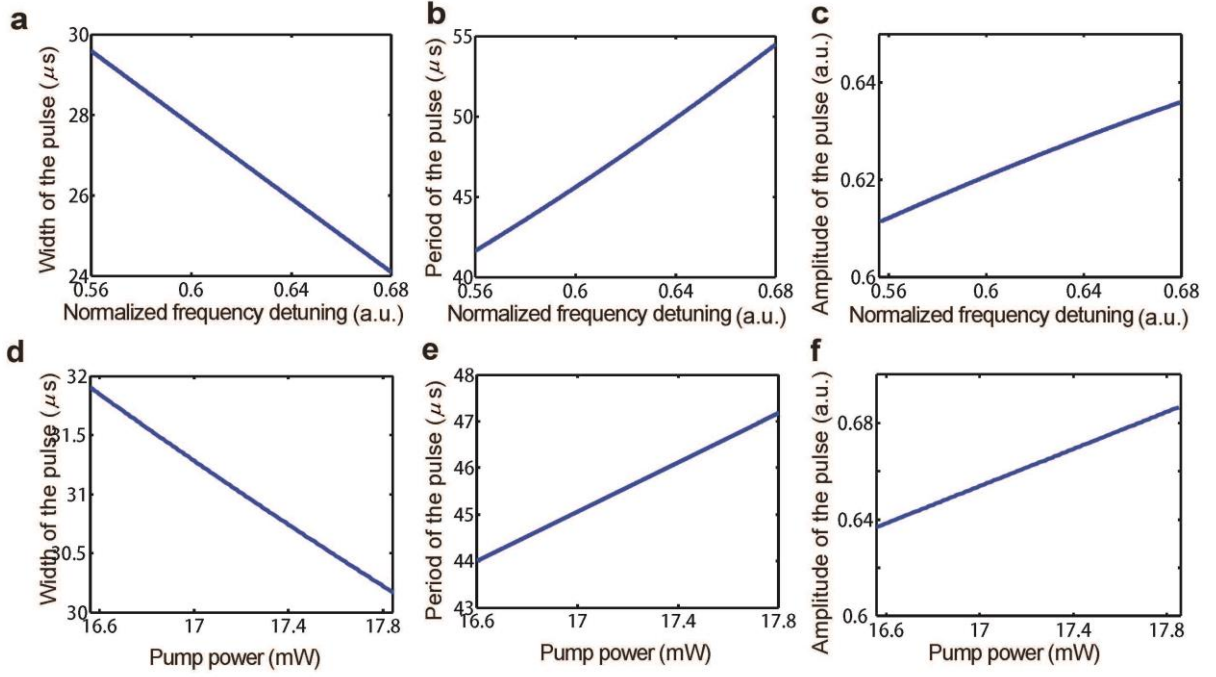 a
b
c
Width of the pulse (μs)
30
28
26
24
0.56
0.6
0.64
0.68
Normalized frequency detuning (a.u.)
Period of the pulse (μs)
55
50
45
40
0.56
0.6
0.64
0.68
Normalized frequency detuning (a.u.)
Amplitude of the pulse (a.u.)
0.64
0.62
0.6
0.56
0.6
0.64
0.68
Normalized frequency detuning (a.u.)
d
e
f
Width of the pulse (μs)
32
31.5
31
30.5
30
16.6
17
17.4
17.8
Pump power (mW)
Period of the pulse (μs)
48
47
46
45
44
43
16.6
17
17.4
17.8
Pump power (mW)
Amplitude of the pulse (a.u.)
0.68
0.64
0.6
16.6
17
17.4
17.8
Pump power (mW)